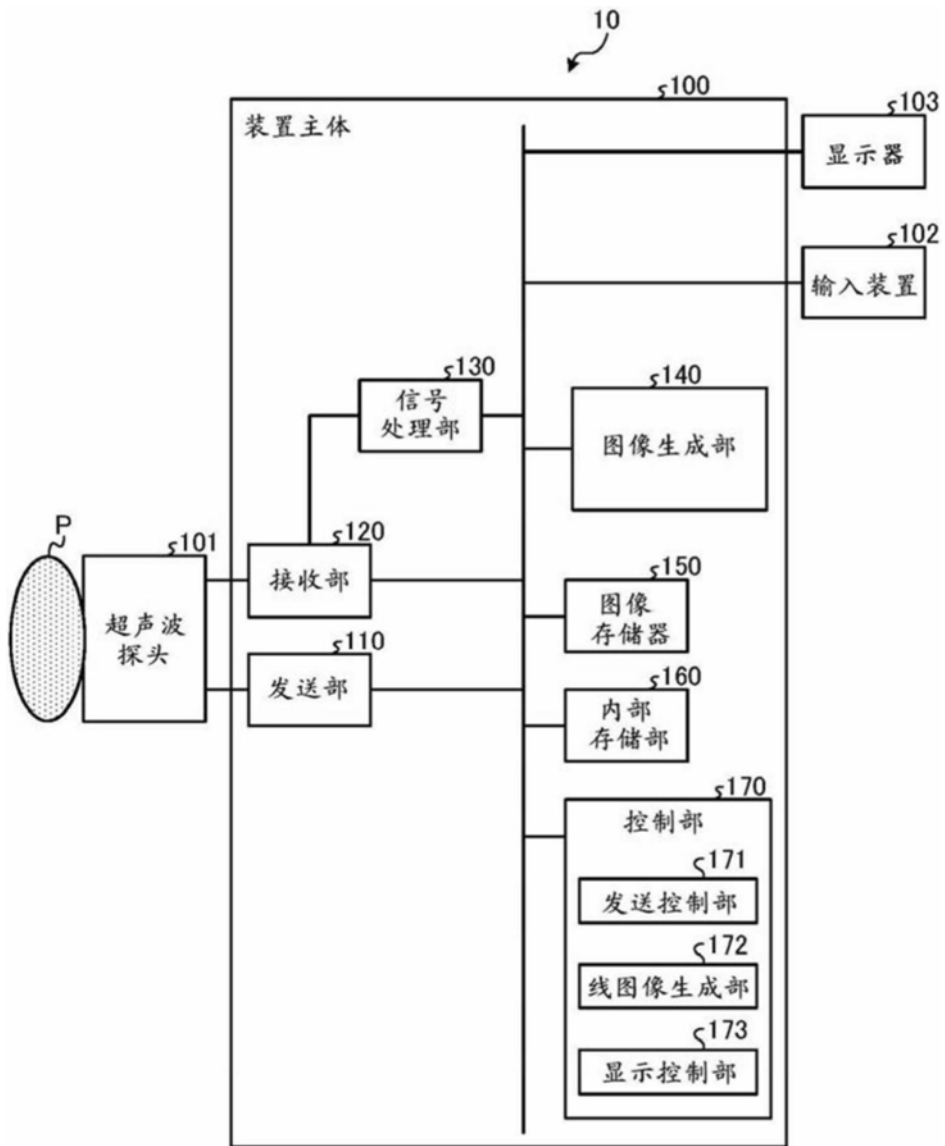 10
100
装置主体
103
显示器
102
输入装置
130
信号
处理部
140
图像生成部
P
101
超声波
探头
120
接收部
110
发送部
150
图像
存储器
160
内部
存储部
170
控制部
171
发送控制部
172
线图像生成部
173
显示控制部